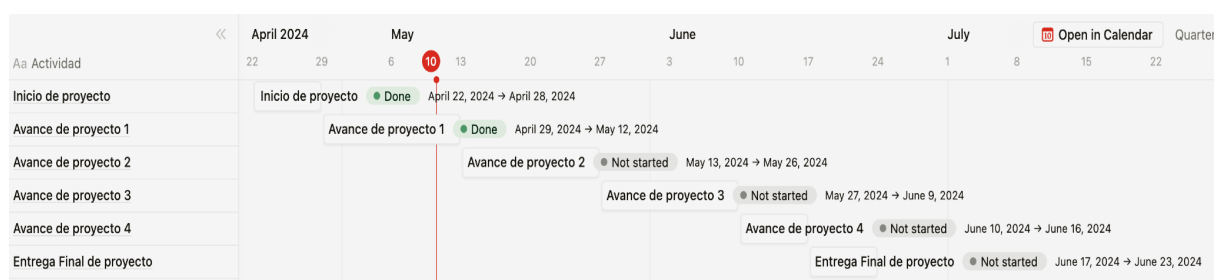 April 2024 May June July Open in Calendar Quarter
Aa Actividad 22 29 6 10 13 20 27 3 10 17 24 1 8 15 22
Inicio de proyecto Inicio de proyecto Done April 22, 2024 → April 28, 2024
Avance de proyecto 1 Avance de proyecto 1 Done April 29, 2024 → May 12, 2024
Avance de proyecto 2 Avance de proyecto 2 Not started May 13, 2024 → May 26, 2024
Avance de proyecto 3 Avance de proyecto 3 Not started May 27, 2024 → June 9, 2024
Avance de proyecto 4 Avance de proyecto 4 Not started June 10, 2024 → June 16, 2024
Entrega Final de proyecto Entrega Final de proyecto Not started June 17, 2024 → June 23, 2024